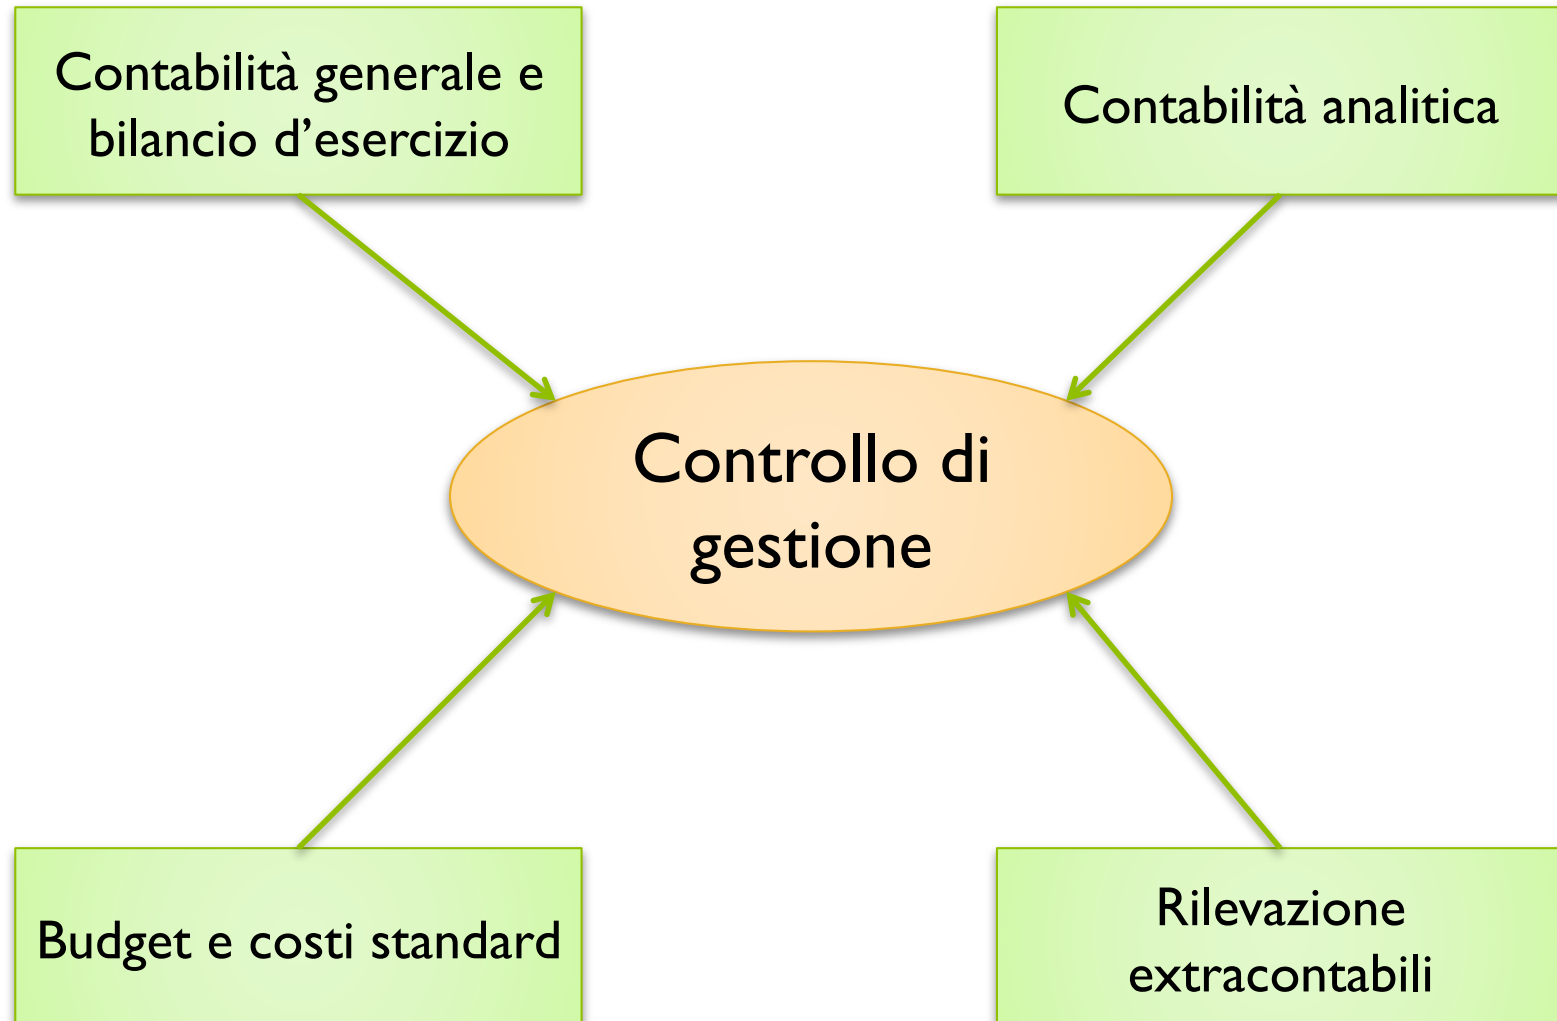 Contabilità generale e
bilancio d’esercizio
Contabilità analitica
Controllo di
gestione
Budget e costi standard
Rilevazione
extracontabili